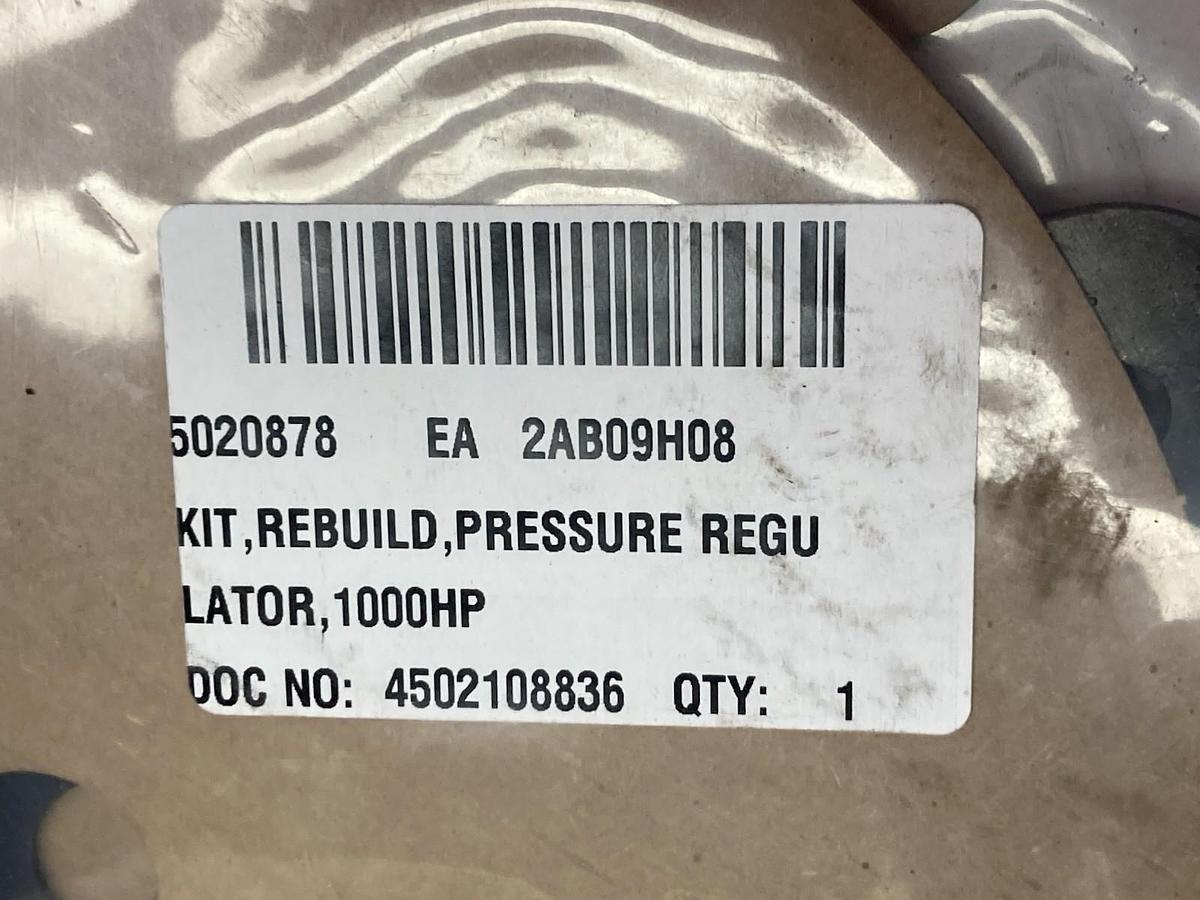 5020878 EA 2AB09H08
KIT,REBUILD,PRESSURE REGU
LATOR,1000HP
DOC NO: 4502108836 QTY: 1